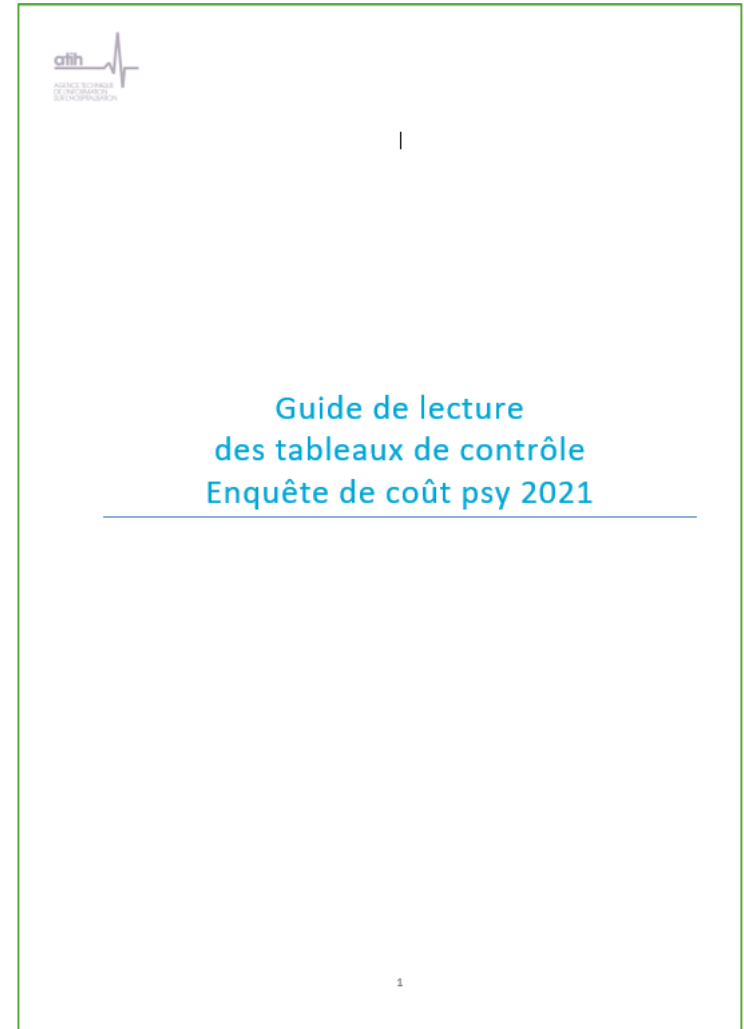 atih
AGENCE TECHNIQUE
DE L'INFORMATION
SUR L'HOSPITALISATION
Guide de lecture
des tableaux de contrôle
Enquête de coût psy 2021
1